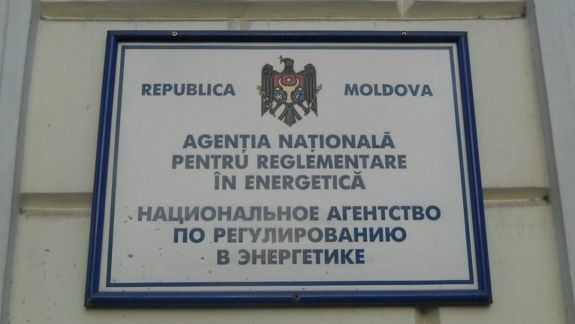 REPUBLICA MOLDOVA
AGENȚIA NAȚIONALĂ
PENTRU REGLEMENTARE
ÎN ENERGETICĂ
НАЦИОНАЛЬНОЕ АГЕНТСТВО
ПО РЕГУЛИРОВАНИЮ
В ЭНЕРГЕТИКЕ